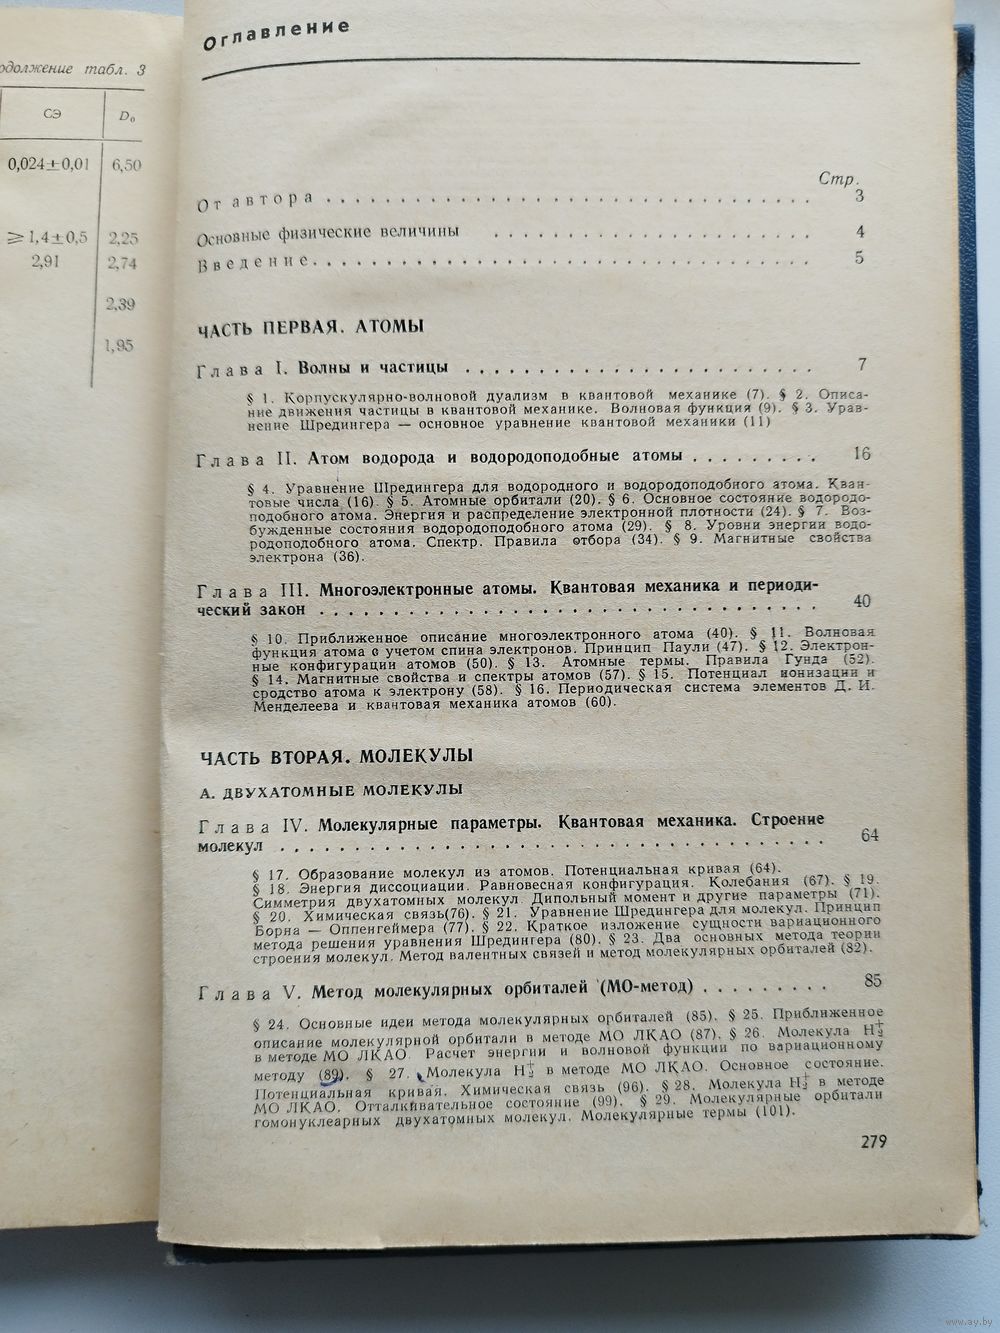 Продолжение табл. 3
СЭ D₀
0,024±0,01 6,50
⩾1,4±0,5 2,25
2,91 2,74
2,39
1,95
Оглавление
Стр.
От автора . . . . . . . . . . 3
Основные физические величины . . . . . . . . . . 4
Введение . . . . . . . . . . 5
ЧАСТЬ ПЕРВАЯ. АТОМЫ
Глава I. Волны и частицы . . . . . . . . . . 7
§ 1. Корпускулярно-волновой дуализм в квантовой механике (7). § 2. Описа-
ние движения частицы в квантовой механике. Волновая функция (9). § 3. Урав-
нение Шредингера — основное уравнение квантовой механики (11)
Глава II. Атом водорода и водородоподобные атомы . . . . . . . . . 16
§ 4. Уравнение Шредингера для водородного и водородоподобного атома. Кван-
товые числа (16). § 5. Атомные орбитали (20). § 6. Основное состояние водородо-
подобного атома. Энергия и распределение электронной плотности (24). § 7. Воз-
бужденные состояния водородоподобного атома (29). § 8. Уровни энергии водо-
родоподобного атома. Спектр. Правила отбора (34). § 9. Магнитные свойства
электрона (36).
Глава III. Многоэлектронные атомы. Квантовая механика и периоди-
ческий закон . . . . . . . . . . 40
§ 10. Приближенное описание многоэлектронного атома (40). § 11. Волновая
функция атома с учетом спина электронов. Принцип Паули (47). § 12. Электрон-
ные конфигурации атомов (50). § 13. Атомные термы. Правила Гунда (52).
§ 14. Магнитные свойства и спектры атомов (57). § 15. Потенциал ионизации и
сродство атома к электрону (58). § 16. Периодическая система элементов Д. И.
Менделеева и квантовая механика атомов (60).
ЧАСТЬ ВТОРАЯ. МОЛЕКУЛЫ
А. ДВУХАТОМНЫЕ МОЛЕКУЛЫ
Глава IV. Молекулярные параметры. Квантовая механика. Строение
молекул . . . . . . . . . . 64
§ 17. Образование молекул из атомов. Потенциальная кривая (64).
§ 18. Энергия диссоциации. Равновесная конфигурация. Колебания (67). § 19.
Симметрия двухатомных молекул. Дипольный момент и другие параметры (71).
§ 20. Химическая связь(76). § 21. Уравнение Шредингера для молекул. Принцип
Борна — Оппенгеймера (77). § 22. Краткое изложение сущности вариационного
метода решения уравнения Шредингера (80). § 23. Два основных метода теории
строения молекул. Метод валентных связей и метод молекулярных орбиталей (82).
Глава V. Метод молекулярных орбиталей (МО-метод) . . . . . . . . . 85
§ 24. Основные идеи метода молекулярных орбиталей (85). § 25. Приближенное
описание молекулярной орбитали в методе МО ЛКАО (87). § 26. Молекула H₂⁺
в методе МО ЛКАО. Расчет энергии и волновой функции по вариационному
методу (89). § 27. Молекула H₂⁺ в методе МО ЛКАО. Основное состояние.
Потенциальная кривая. Химическая связь (96). § 28. Молекула H₂⁺ в методе
МО ЛКАО. Отталкивательное состояние (99). § 29. Молекулярные орбитали
гомонуклеарных двухатомных молекул. Молекулярные термы (101).
279
www.ay.by